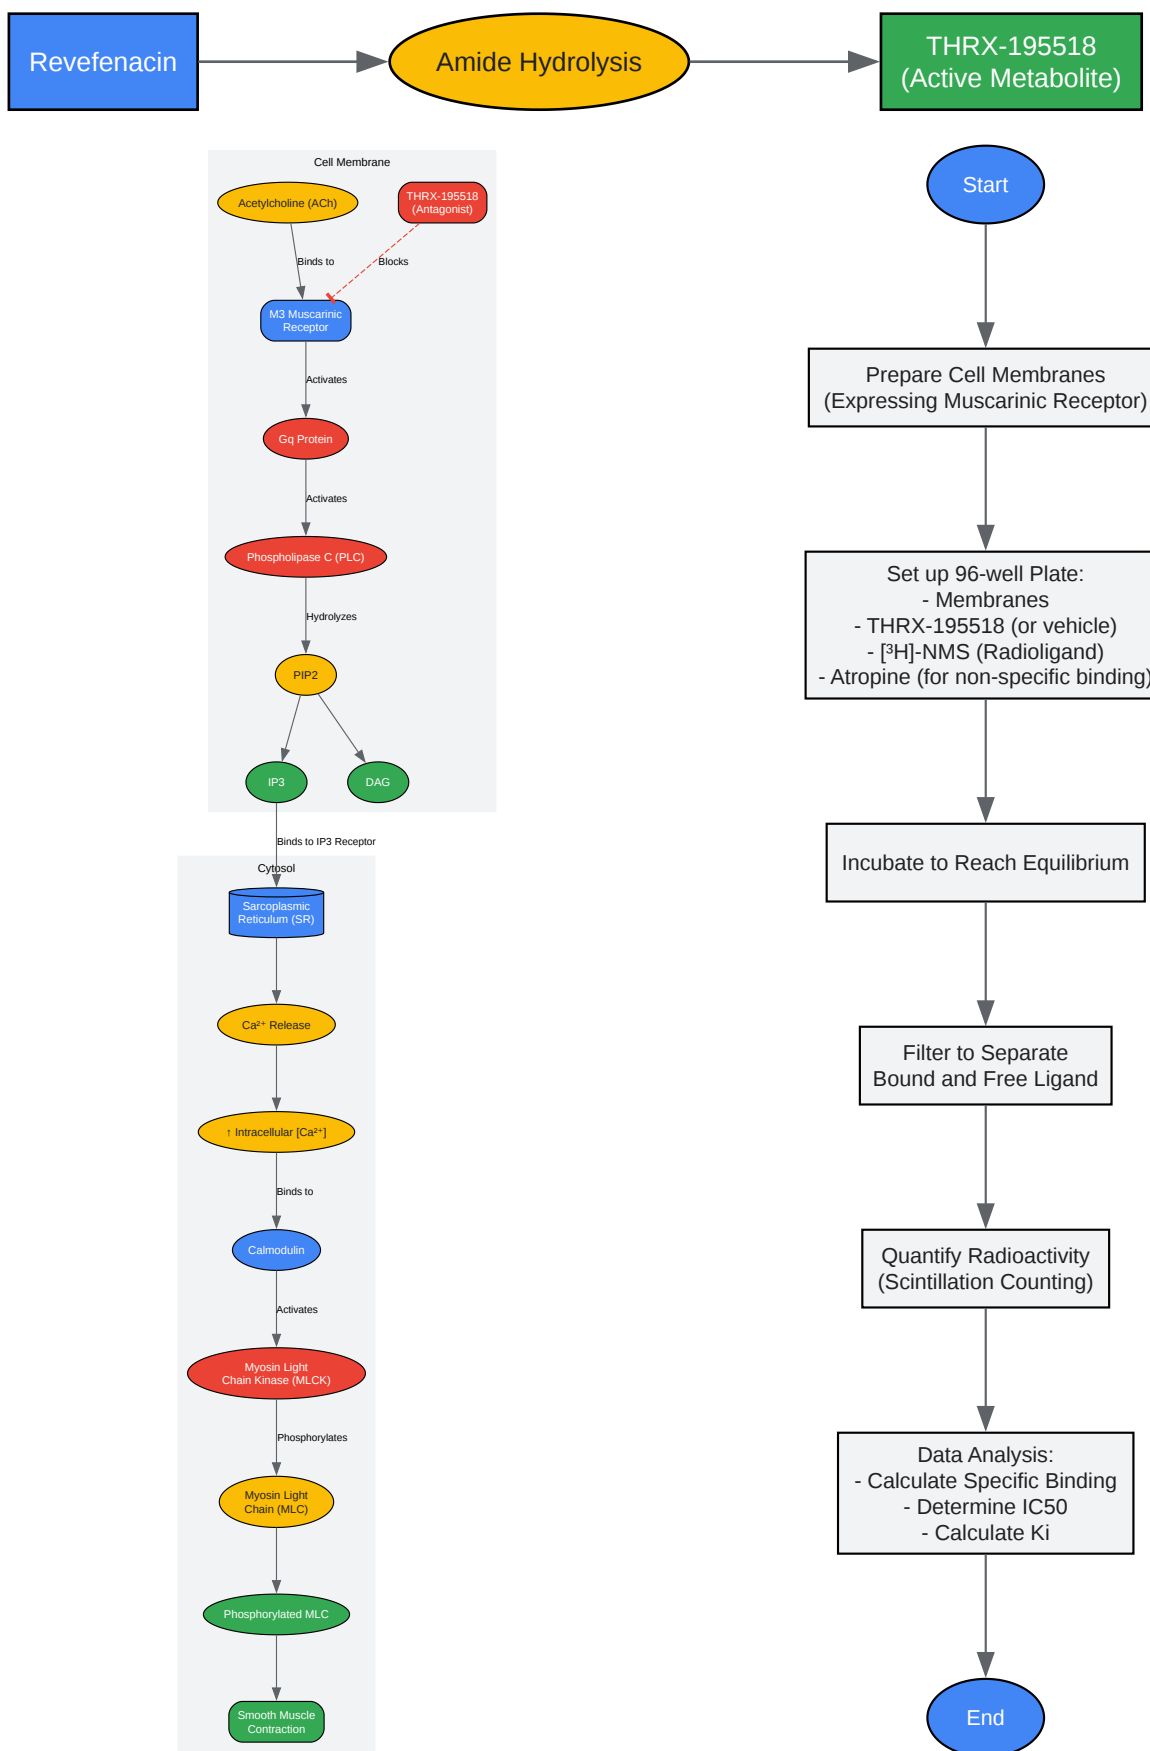 Revefenacin
Amide Hydrolysis
THRX-195518
(Active Metabolite)
Cell Membrane
Acetylcholine (ACh)
THRX-195518
(Antagonist)
Binds to
Blocks
M3 Muscarinic
Receptor
Activates
Gq Protein
Activates
Phospholipase C (PLC)
Hydrolyzes
PIP2
IP3
DAG
Binds to IP3 Receptor
Cytosol
Sarcoplasmic
Reticulum (SR)
Ca²⁺ Release
↑ Intracellular [Ca²⁺]
Binds to
Calmodulin
Activates
Myosin Light
Chain Kinase (MLCK)
Phosphorylates
Myosin Light
Chain (MLC)
Phosphorylated MLC
Smooth Muscle
Contraction
Start
Prepare Cell Membranes
(Expressing Muscarinic Receptor)
Set up 96-well Plate:
- Membranes
- THRX-195518 (or vehicle)
- [³H]-NMS (Radioligand)
- Atropine (for non-specific binding)
Incubate to Reach Equilibrium
Filter to Separate
Bound and Free Ligand
Quantify Radioactivity
(Scintillation Counting)
Data Analysis:
- Calculate Specific Binding
- Determine IC50
- Calculate Ki
End